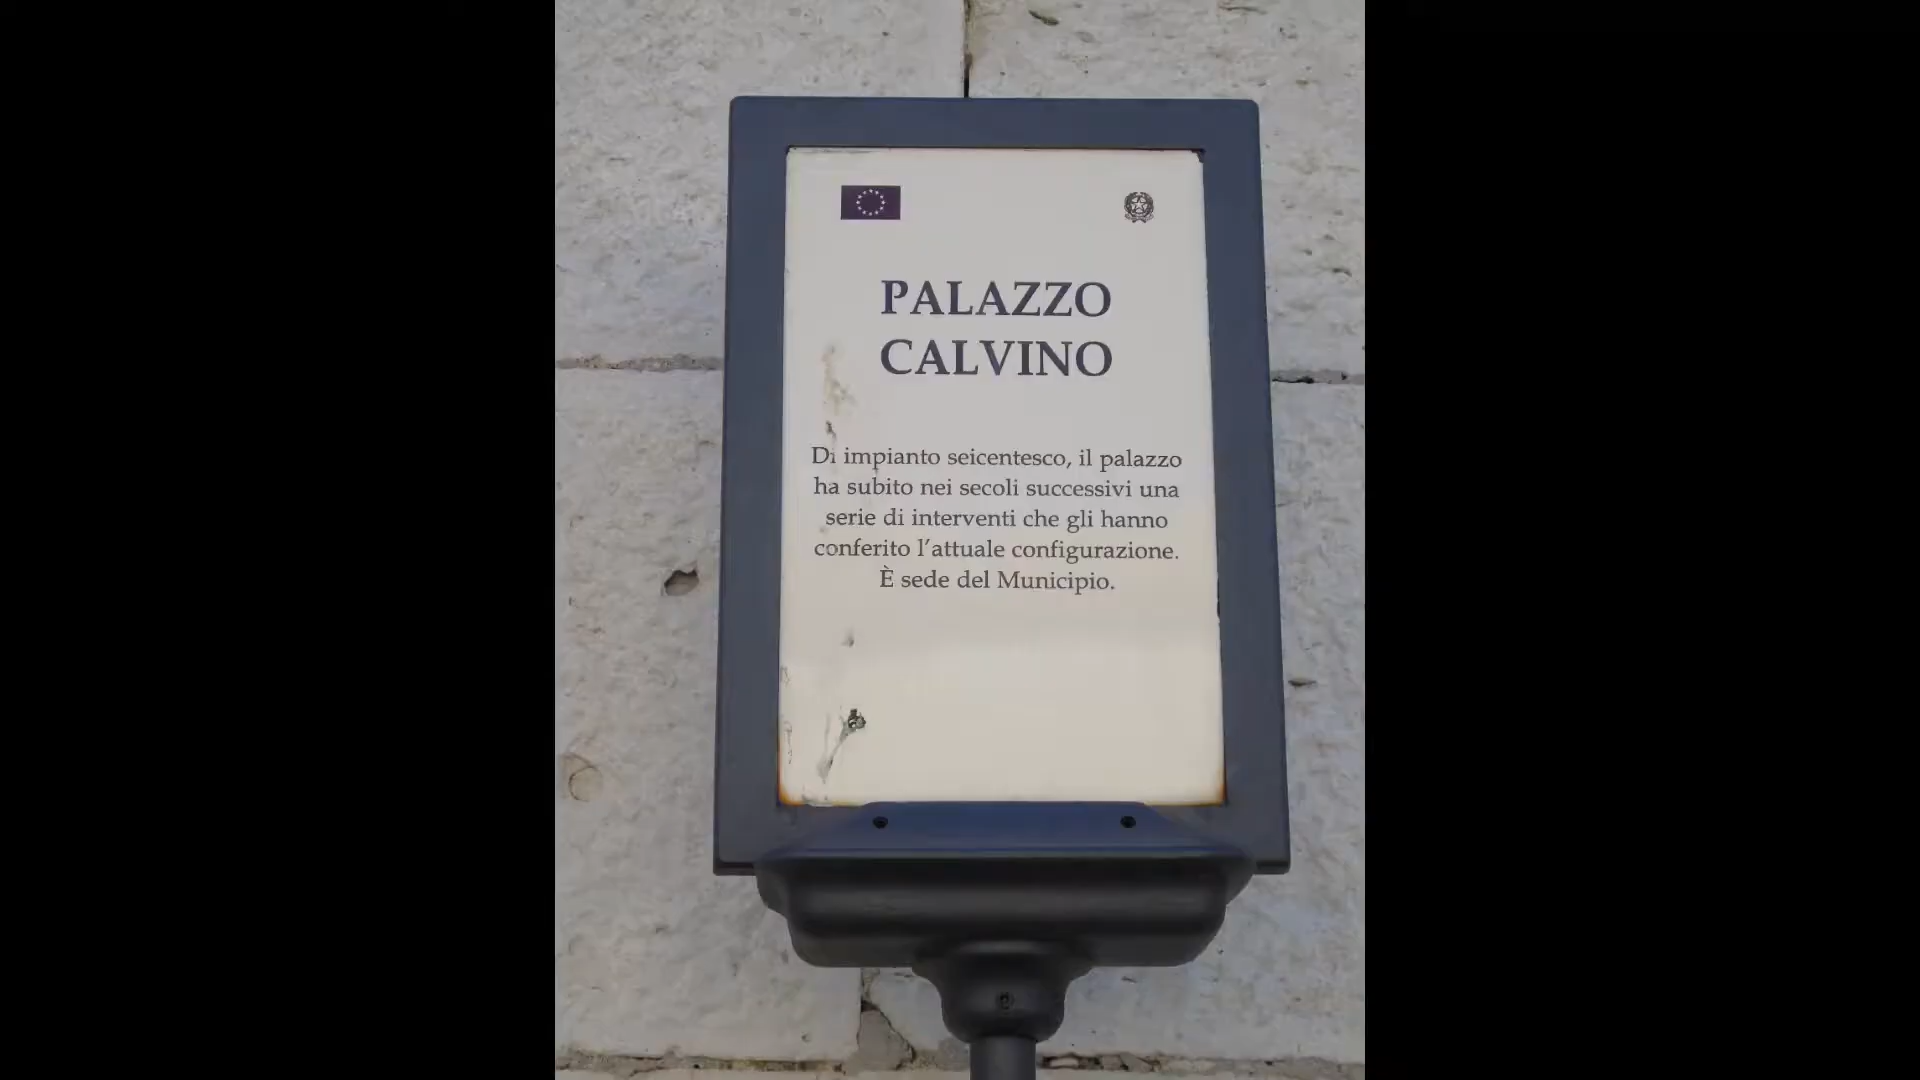 PALAZZO
CALVINO
Di impianto seicentesco, il palazzo
ha subito nei secoli successivi una
serie di interventi che gli hanno
conferito l'attuale configurazione.
È sede del Municipio.